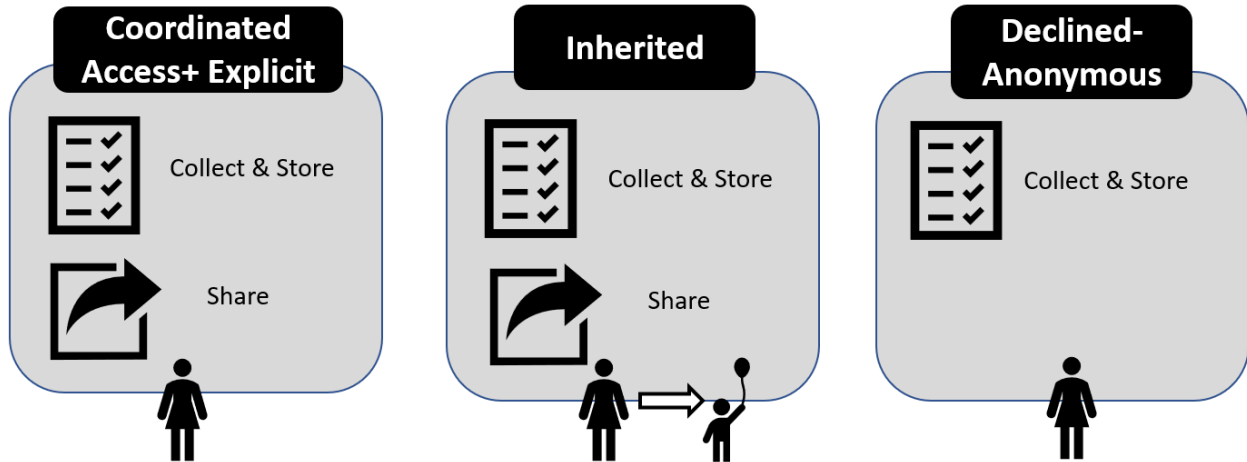 Coordinated
Access+ Explicit
Collect & Store
Share
Inherited
Collect & Store
Share
Declined-
Anonymous
Collect & Store